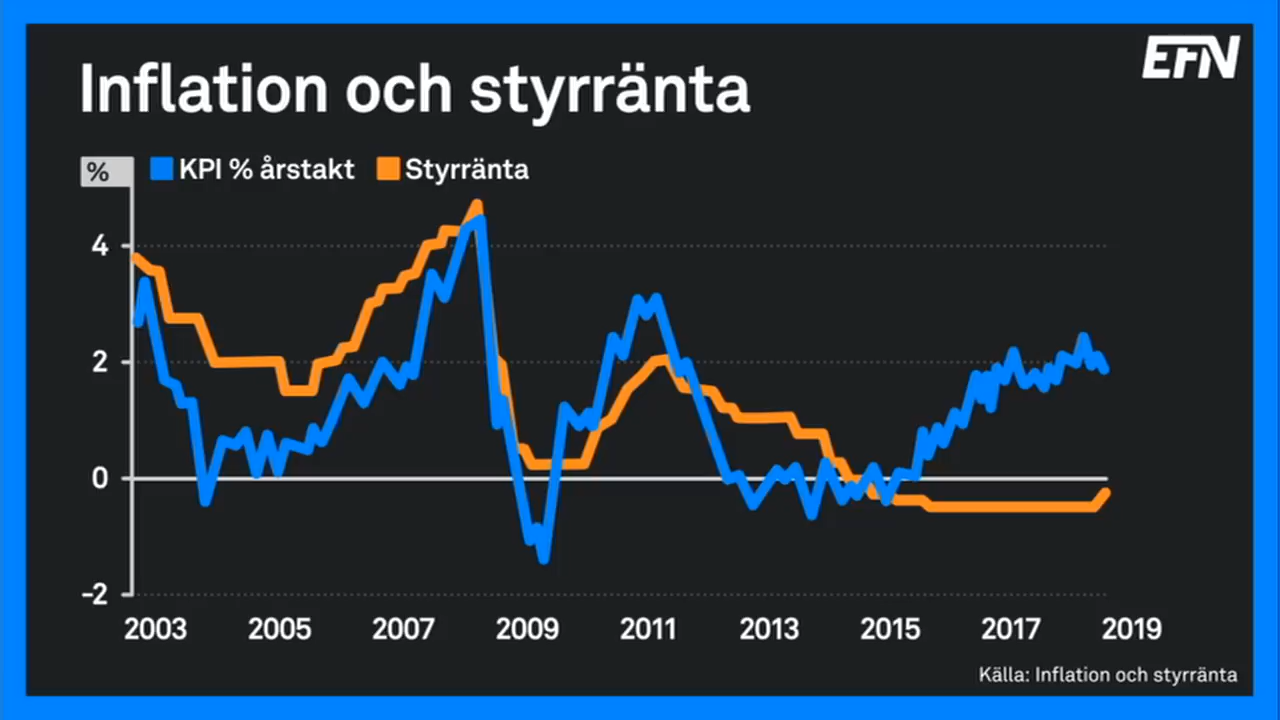 EFN
Inflation och styrränta
% KPI % årstakt Styrränta
4
2
0
-2
2003 2005 2007 2009 2011 2013 2015 2017 2019
Källa: Inflation och styrränta